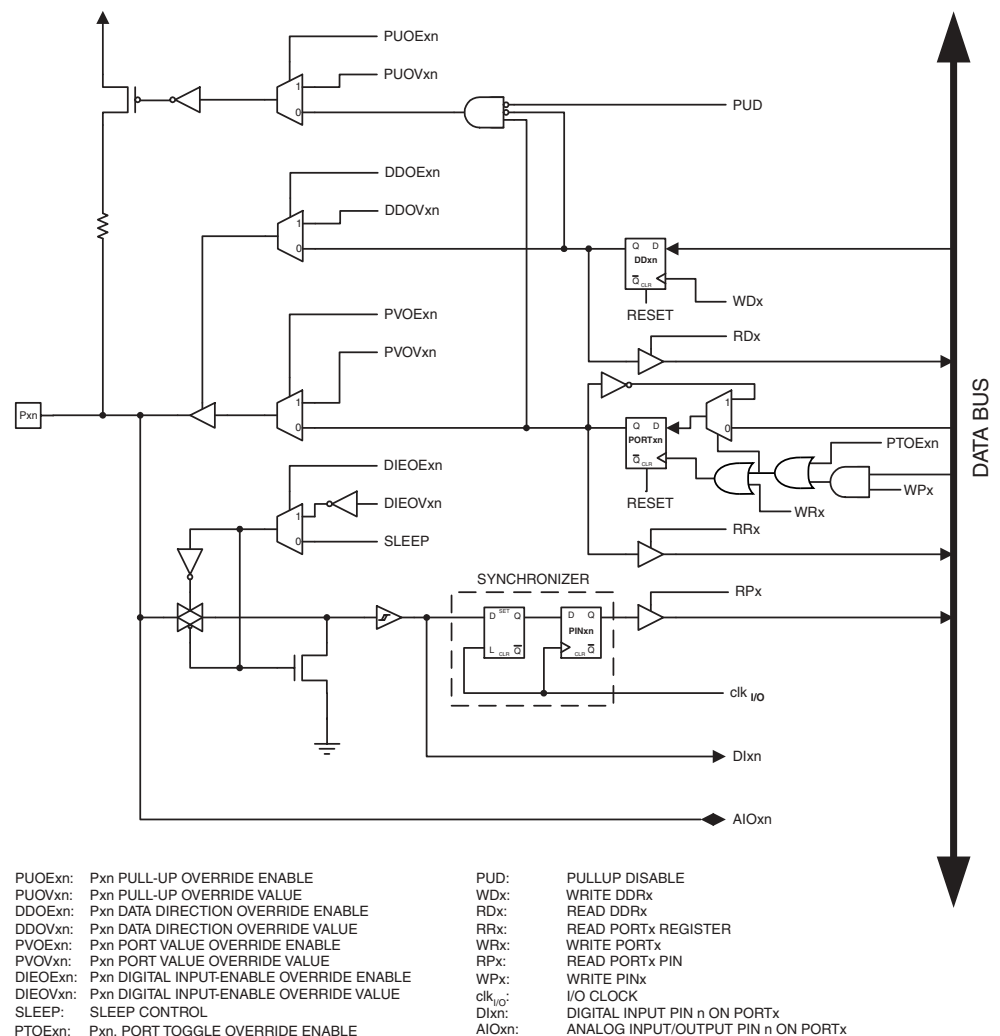 PUOExn
PUOVxn
1
0
PUD
DDOExn
DDOVxn
1
0
Q D
DDxn
Q CLR
WDx
RESET
RDx
PVOExn
PVOVxn
1
0
Pxn
1
0
Q D
PORTxn
Q CLR
PTOExn
WPx
RESET
WRx
RRx
DATA BUS
DIEOExn
DIEOVxn
1
0
SLEEP
SYNCHRONIZER
D SET Q
L CLR Q
D Q
PINxn
CLR Q
RPx
clk I/O
DIxn
AIOxn
PUOExn: Pxn PULL-UP OVERRIDE ENABLE
PUOVxn: Pxn PULL-UP OVERRIDE VALUE
DDOExn: Pxn DATA DIRECTION OVERRIDE ENABLE
DDOVxn: Pxn DATA DIRECTION OVERRIDE VALUE
PVOExn: Pxn PORT VALUE OVERRIDE ENABLE
PVOVxn: Pxn PORT VALUE OVERRIDE VALUE
DIEOExn: Pxn DIGITAL INPUT-ENABLE OVERRIDE ENABLE
DIEOVxn: Pxn DIGITAL INPUT-ENABLE OVERRIDE VALUE
SLEEP: SLEEP CONTROL
PTOExn: Pxn, PORT TOGGLE OVERRIDE ENABLE
PUD: PULLUP DISABLE
WDx: WRITE DDRx
RDx: READ DDRx
RRx: READ PORTx REGISTER
WRx: WRITE PORTx
RPx: READ PORTx PIN
WPx: WRITE PINx
clkI/O: I/O CLOCK
DIxn: DIGITAL INPUT PIN n ON PORTx
AIOxn: ANALOG INPUT/OUTPUT PIN n ON PORTx